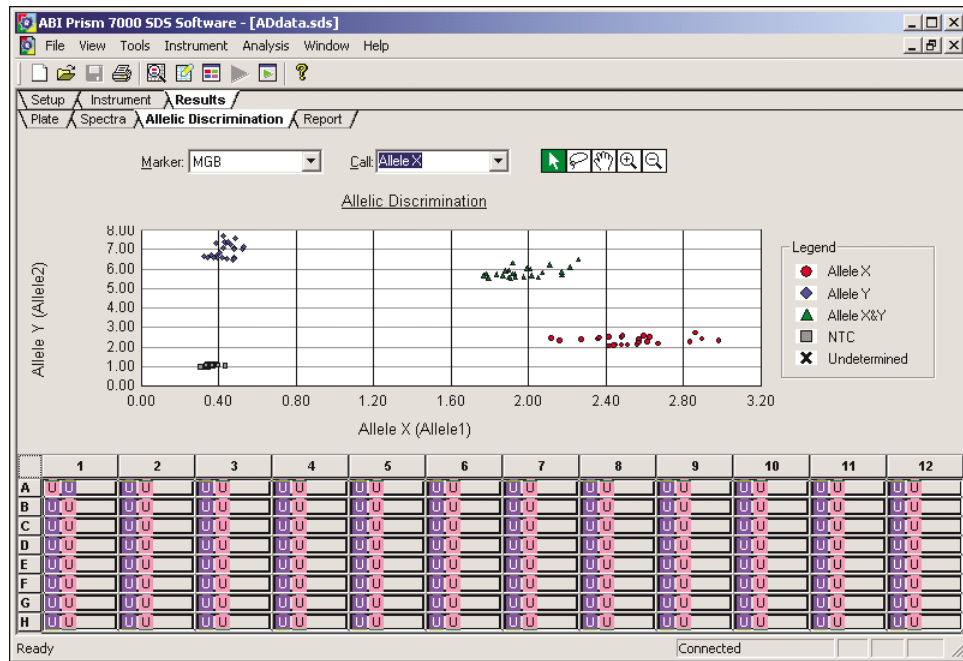 ABI Prism 7000 SDS Software - [ADdata.sds]
File View Tools Instrument Analysis Window Help
Setup Instrument Results
Plate Spectra Allelic Discrimination Report
Marker: MGB Call: Allele X
Allelic Discrimination
Allele Y (Allele2)
8.00
7.00
6.00
5.00
4.00
3.00
2.00
1.00
0.00
0.00 0.40 0.80 1.20 1.60 2.00 2.40 2.80 3.20
Allele X (Allele1)
Legend
Allele X
Allele Y
Allele X&Y
NTC
Undetermined
1 2 3 4 5 6 7 8 9 10 11 12
A U U U U U U U U U U U U U U U U U U U U U U U U
B U U U U U U U U U U U U U U U U U U U U U U U U
C U U U U U U U U U U U U U U U U U U U U U U U U
D U U U U U U U U U U U U U U U U U U U U U U U U
E U U U U U U U U U U U U U U U U U U U U U U U U
F U U U U U U U U U U U U U U U U U U U U U U U U
G U U U U U U U U U U U U U U U U U U U U U U U U
H U U U U U U U U U U U U U U U U U U U U U U U U
Ready Connected